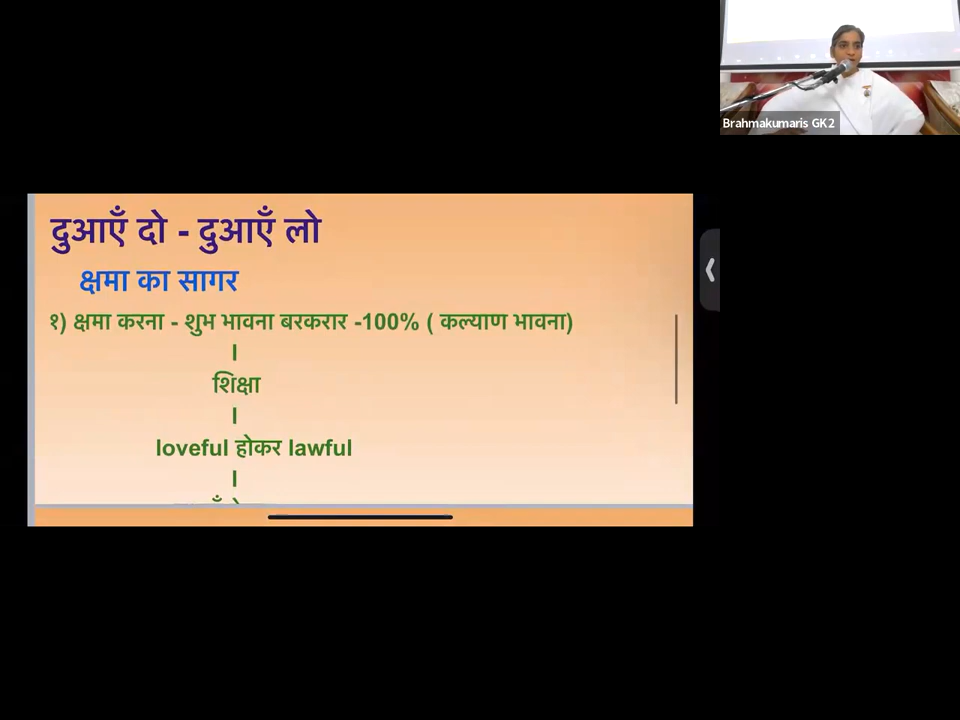 Brahmakumaris GK2
दुआएँ दो - दुआएँ लो
क्षमा का सागर
१) क्षमा करना - शुभ भावना बरकरार -100% ( कल्याण भावना)
।
शिक्षा
।
loveful होकर lawful
।